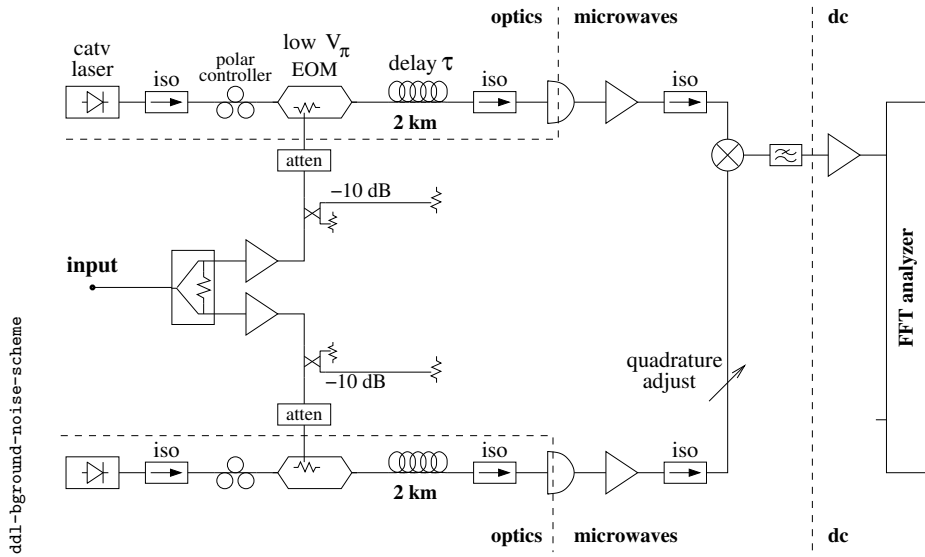 optics microwaves dc
catv
laser
iso
polar
controller
low Vπ
EOM
delay τ
2 km
iso
iso
atten
−10 dB
input
−10 dB
atten
quadrature
adjust
FFT analyzer
iso
2 km
iso
iso
optics microwaves dc
ddl-bground-noise-scheme